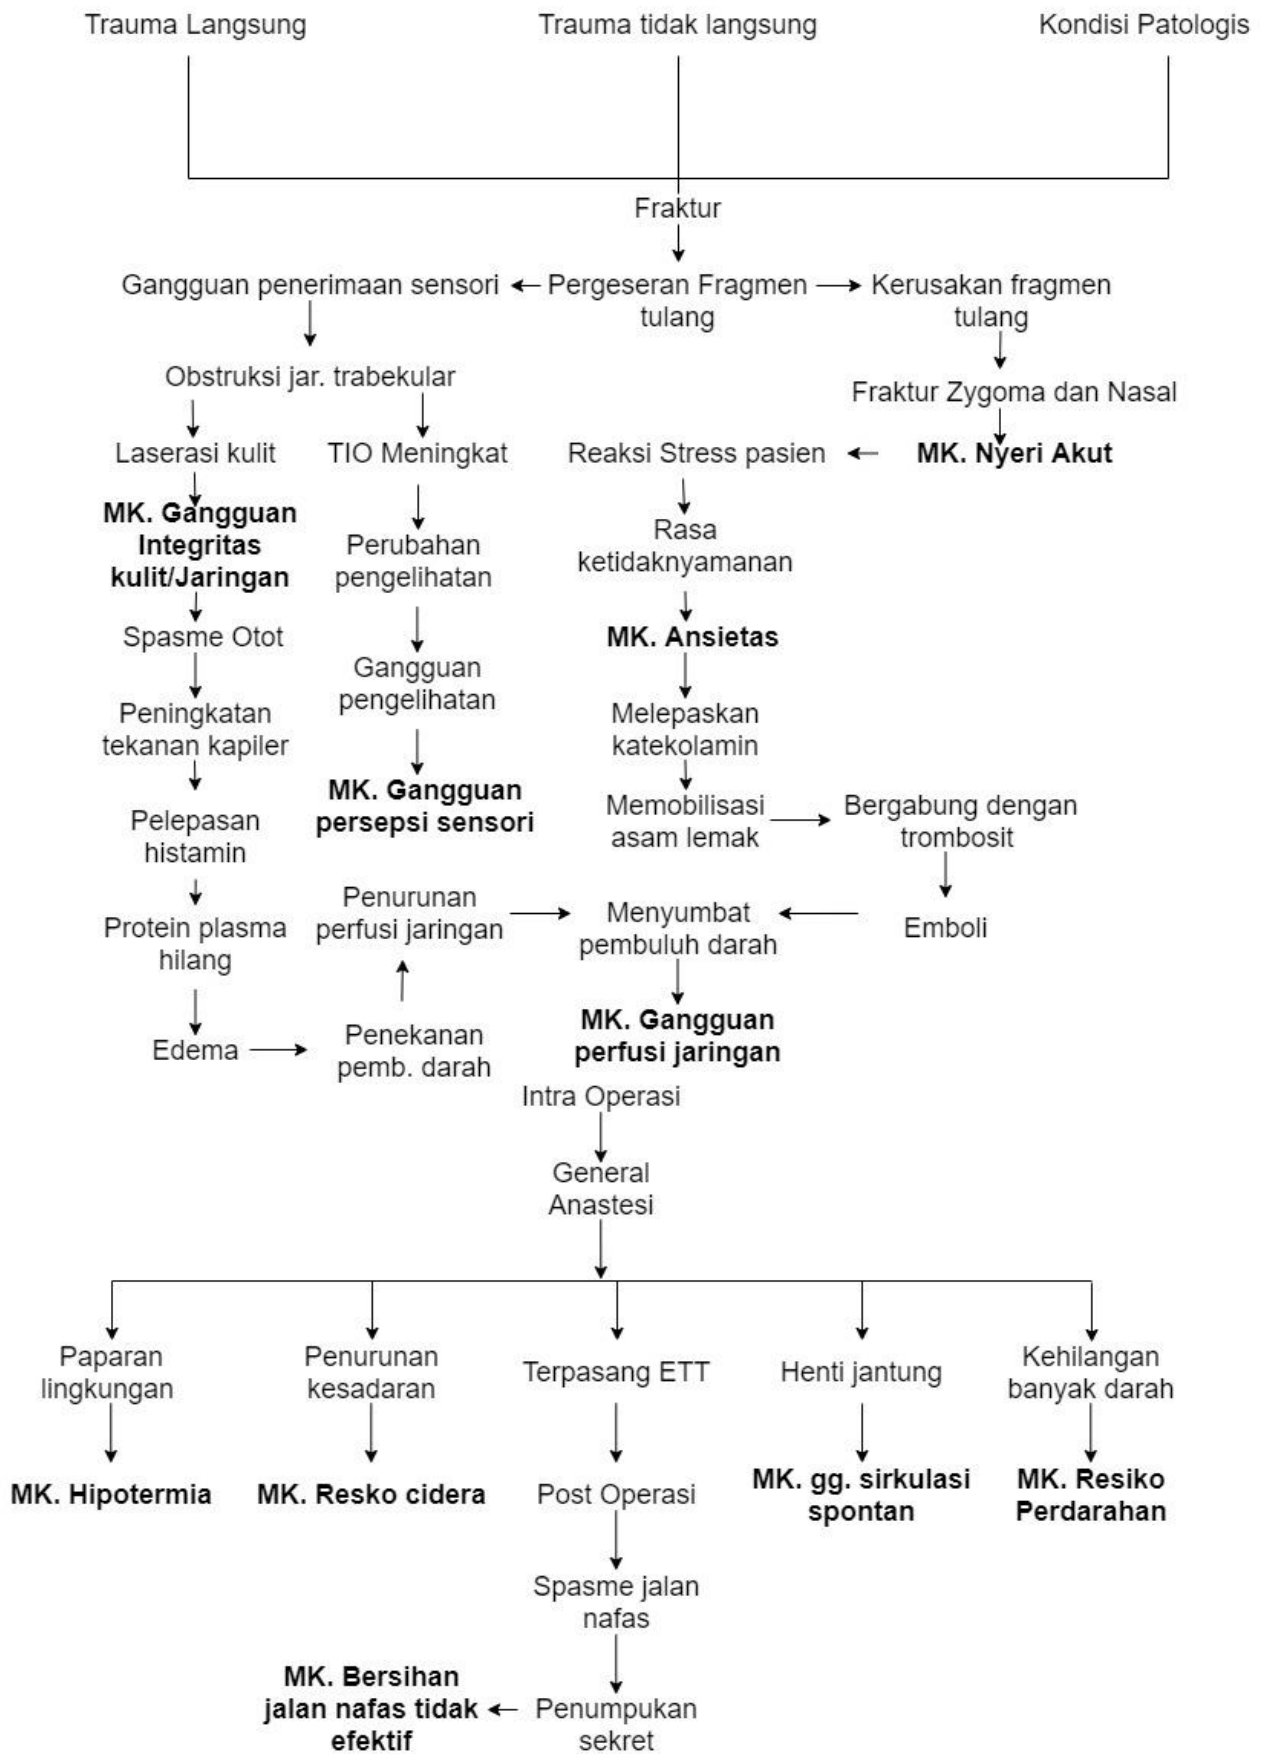 Trauma Langsung
Trauma tidak langsung
Kondisi Patologis
Fraktur
Gangguan penerimaan sensori
Pergeseran Fragmen
tulang
Kerusakan fragmen
tulang
Obstruksi jar. trabekular
Fraktur Zygoma dan Nasal
Laserasi kulit
TIO Meningkat
Reaksi Stress pasien
MK. Nyeri Akut
MK. Gangguan
Integritas
kulit/Jaringan
Perubahan
pengelihatan
Rasa
ketidaknyamanan
Spasme Otot
Gangguan
pengelihatan
MK. Ansietas
Peningkatan
tekanan kapiler
Melepaskan
katekolamin
MK. Gangguan
persepsi sensori
Pelepasan
histamin
Memobilisasi
asam lemak
Bergabung dengan
trombosit
Protein plasma
hilang
Penurunan
perfusi jaringan
Menyumbat
pembuluh darah
Emboli
Edema
Penekanan
pemb. darah
MK. Gangguan
perfusi jaringan
Intra Operasi
General
Anastesi
Paparan
lingkungan
Penurunan
kesadaran
Terpasang ETT
Henti jantung
Kehilangan
banyak darah
MK. Hipotermia
MK. Resko cidera
Post Operasi
MK. gg. sirkulasi
spontan
MK. Resiko
Perdarahan
Spasme jalan
nafas
MK. Bersihan
jalan nafas tidak
efektif
Penumpukan
sekret